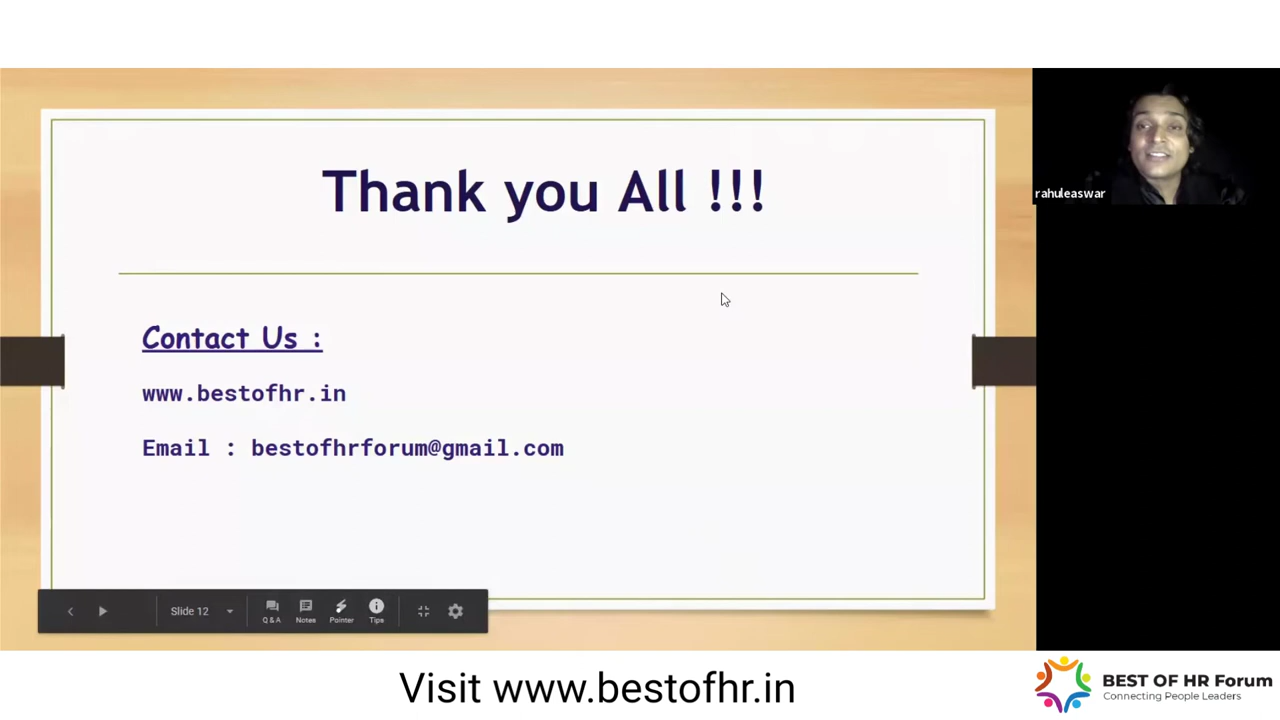 Thank you All !!!
rahuleaswar
Contact Us :
www.bestofhr.in
Email : bestofhrforum@gmail.com
Slide 12
Q & A
Notes
Pointer
Tips
Visit www.bestofhr.in
BEST OF HR Forum
Connecting People Leaders